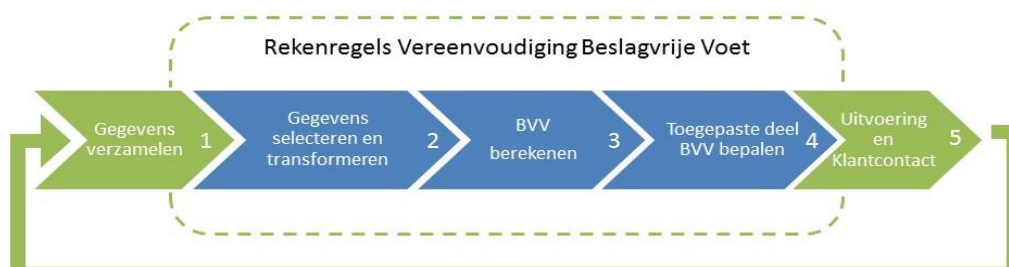 Rekenregels Vereenvoudiging Beslagvrije Voet
Gegevens
verzamelen
1
Gegevens
selecteren en
transformeren
2
BVV
berekenen
3
Toegepaste deel
BVV bepalen
4
Uitvoering
en
Klantcontact
5